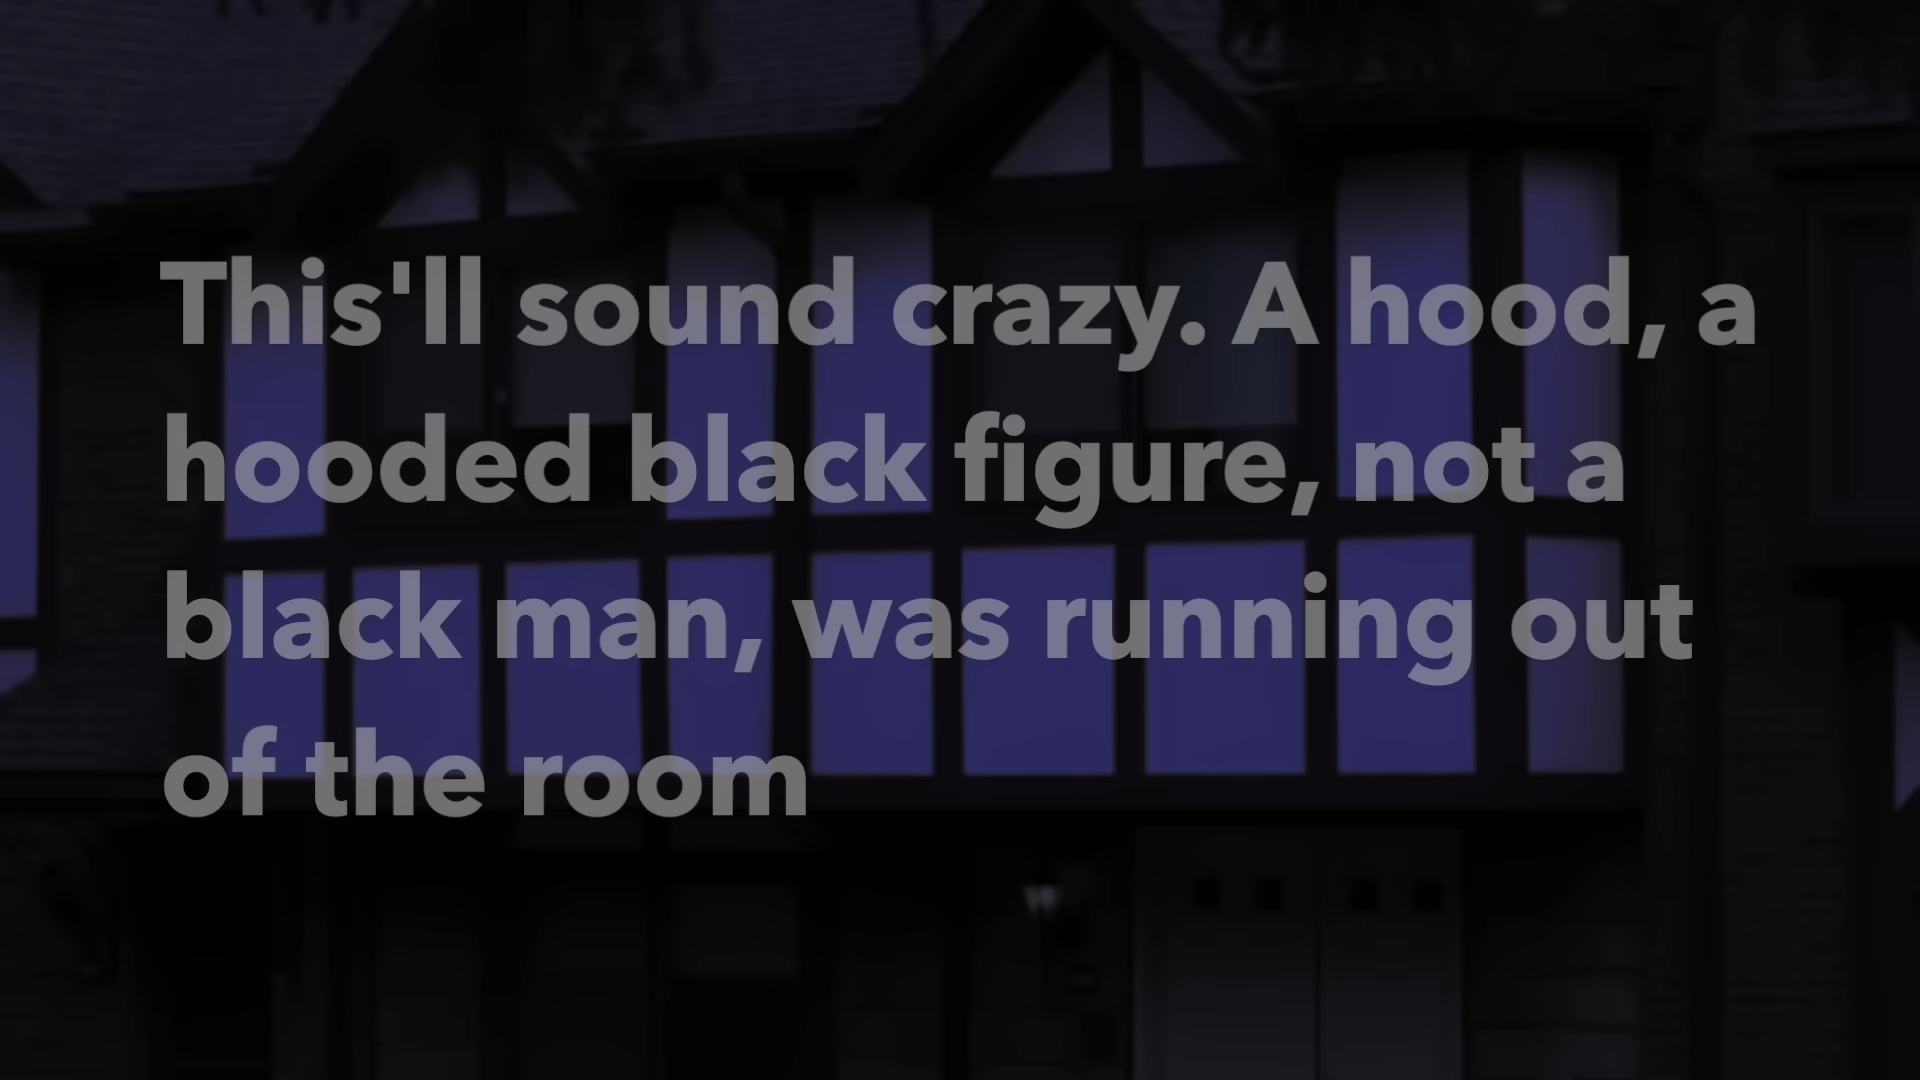 This'll sound crazy. A hood, a
hooded black figure, not a
black man, was running out
of the room